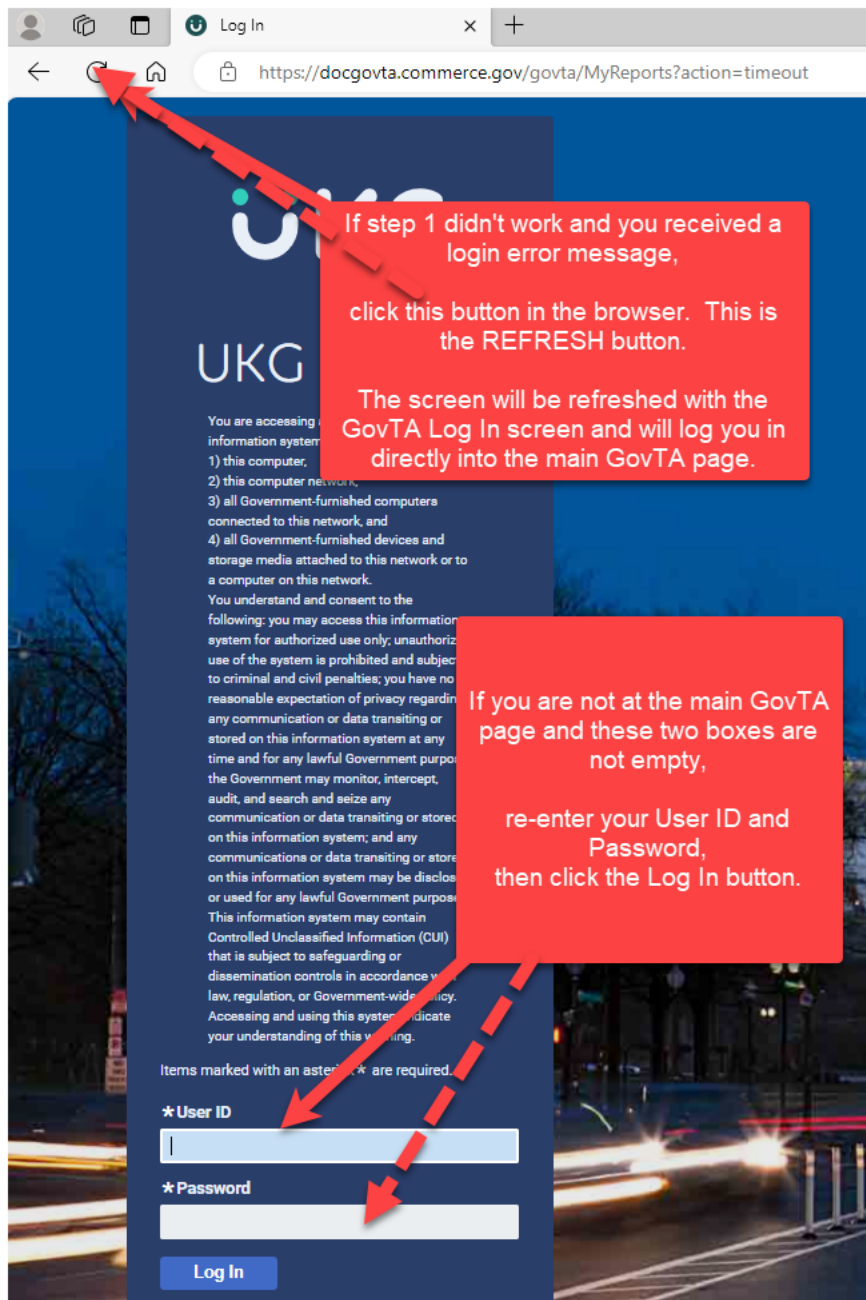 Log In
https://docgovta.commerce.gov/govta/MyReports?action=timeout
If step 1 didn't work and you received a
login error message,
click this button in the browser. This is
the REFRESH button.
The screen will be refreshed with the
GovTA Log In screen and will log you in
directly into the main GovTA page.
UKG
You are accessing
information system
1) this computer,
2) this computer network,
3) all Government-furnished computers
connected to this network, and
4) all Government-furnished devices and
storage media attached to this network or to
a computer on this network.
You understand and consent to the
following: you may access this information
system for authorized use only; unauthoriz
use of the system is prohibited and subjec
to criminal and civil penalties; you have no
reasonable expectation of privacy regardin
any communication or data transiting or
stored on this information system at any
time and for any lawful Government purpo
the Government may monitor, intercept,
audit, and search and seize any
communication or data transiting or stored
on this information system; and any
communications or data transiting or store
on this information system may be disclos
or used for any lawful Government purpose
This information system may contain
Controlled Unclassified Information (CUI)
that is subject to safeguarding or
dissemination controls in accordance
law, regulation, or Government-wide
Accessing and using this system indicate
your understanding of this
If you are not at the main GovTA
page and these two boxes are
not empty,
re-enter your User ID and
Password,
then click the Log In button.
Items marked with an asterisk * are required.
*User ID
*Password
Log In